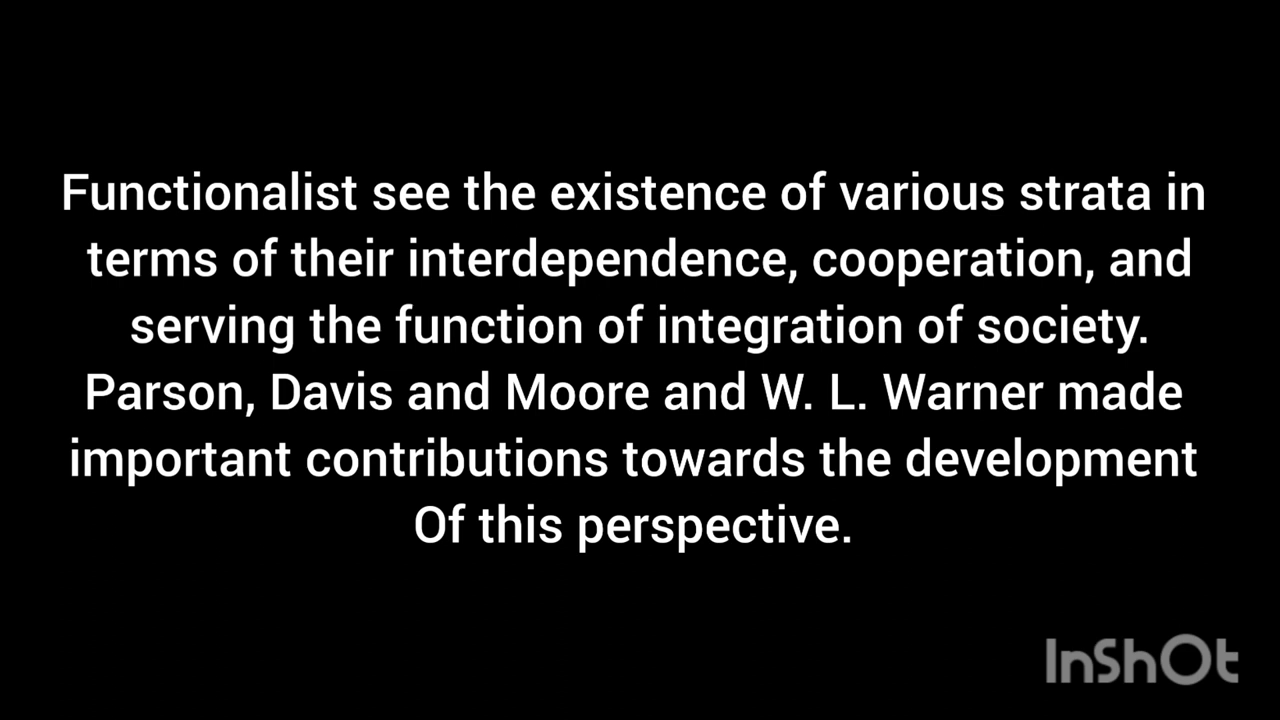 Functionalist see the existence of various strata in
terms of their interdependence, cooperation, and
serving the function of integration of society.
Parson, Davis and Moore and W. L. Warner made
important contributions towards the development
Of this perspective.
InShOt